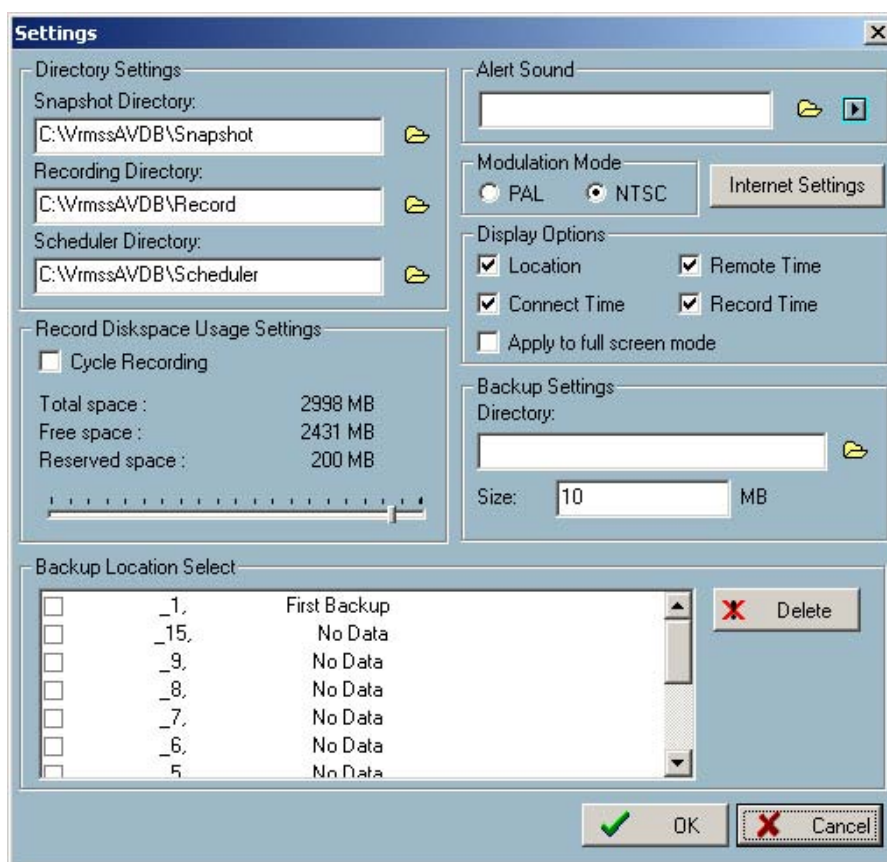 Settings
Directory Settings
Snapshot Directory:
C:\VrmssAVDB\Snapshot
Recording Directory:
C:\VrmssAVDB\Record
Scheduler Directory:
C:\VrmssAVDB\Scheduler
Record Diskspace Usage Settings
Cycle Recording
Total space : 2998 MB
Free space : 2431 MB
Reserved space : 200 MB
Alert Sound
Modulation Mode
PAL NTSC
Internet Settings
Display Options
Location Remote Time
Connect Time Record Time
Apply to full screen mode
Backup Settings
Directory:
Size: 10 MB
Backup Location Select
_1, First Backup
_15, No Data
_9, No Data
_8, No Data
_7, No Data
_6, No Data
_5, No Data
Delete
OK Cancel